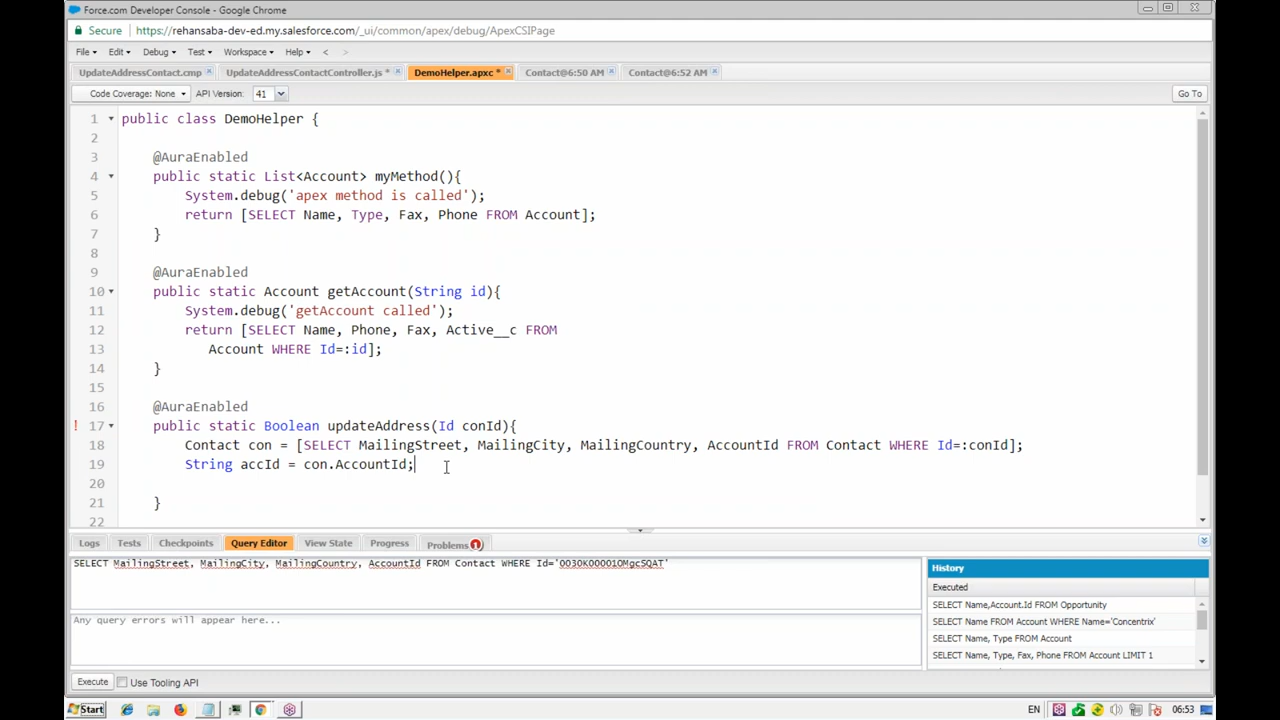 Force.com Developer Console - Google Chrome
Secure https://rehansaba-dev-ed.my.salesforce.com/_ui/common/apex/debug/ApexCSIPage
File Edit Debug Test Workspace Help < >
UpdateAddressContact.cmp UpdateAddressContactController.js * DemoHelper.apxc * Contact@6:50 AM Contact@6:52 AM
Code Coverage: None API Version: 41 Go To
1 public class DemoHelper {
2
3 @AuraEnabled
4 public static List<Account> myMethod(){
5 System.debug('apex method is called');
6 return [SELECT Name, Type, Fax, Phone FROM Account];
7 }
8
9 @AuraEnabled
10 public static Account getAccount(String id){
11 System.debug('getAccount called');
12 return [SELECT Name, Phone, Fax, Active__c FROM
13 Account WHERE Id=:id];
14 }
15
16 @AuraEnabled
! 17 public static Boolean updateAddress(Id conId){
18 Contact con = [SELECT MailingStreet, MailingCity, MailingCountry, AccountId FROM Contact WHERE Id=:conId];
19 String accId = con.AccountId;
20
21 }
22
Logs Tests Checkpoints Query Editor View State Progress Problems 1
SELECT MailingStreet, MailingCity, MailingCountry, AccountId FROM Contact WHERE Id='0030K00001OMgcSQAT'
Any query errors will appear here...
History
Executed
SELECT Name,Account.Id FROM Opportunity
SELECT Name FROM Account WHERE Name='Concentrix'
SELECT Name, Type FROM Account
SELECT Name, Type, Fax, Phone FROM Account LIMIT 1
Execute Use Tooling API
Start EN 06:53